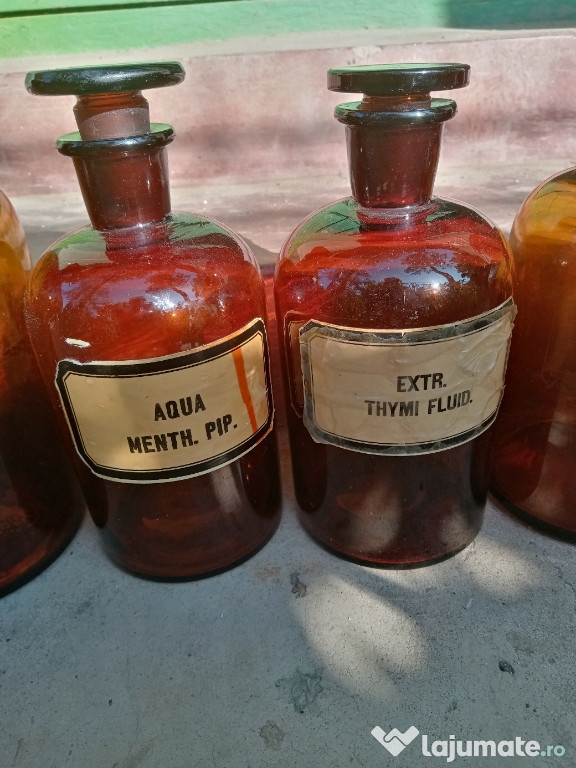 AQUA
MENTH. PIP.
EXTR.
THYMI FLUID.
lajumate.ro